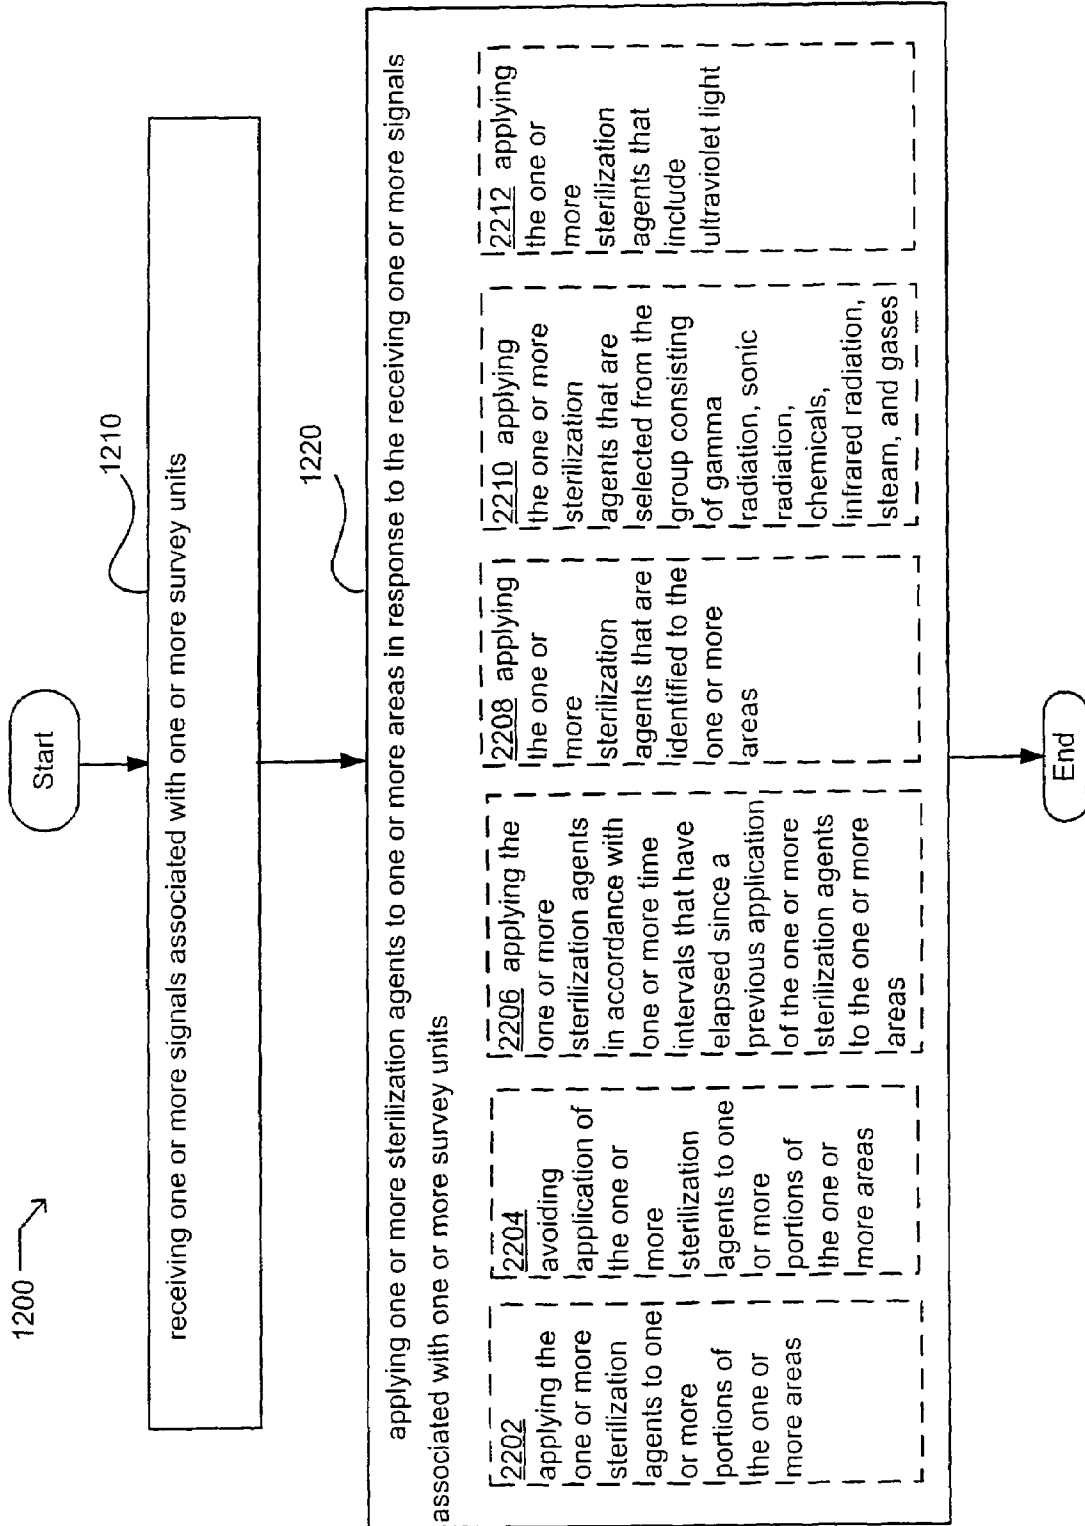 1200
Start
1210
receiving one or more signals associated with one or more survey units
1220
applying one or more sterilization agents to one or more areas in response to the receiving one or more signals
associated with one or more survey units
2202
applying the
one or more
sterilization
agents to one
or more
portions of
the one or
more areas
2204
avoiding
application of
the one or
more
sterilization
agents to one
or more
portions of
the one or
more areas
2206 applying the
one or more
sterilization agents
in accordance with
one or more time
intervals that have
elapsed since a
previous application
of the one or more
sterilization agents
to the one or more
areas
2208 applying
the one or
more
sterilization
agents that are
identified to the
one or more
areas
2210 applying
the one or more
sterilization
agents that are
selected from the
group consisting
of gamma
radiation, sonic
radiation,
chemicals,
infrared radiation,
steam, and gases
2212 applying
the one or
more
sterilization
agents that
include
ultraviolet light
End